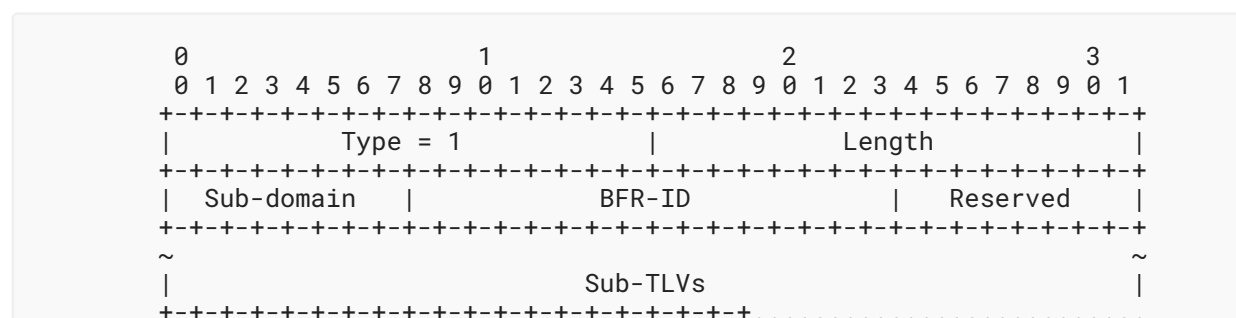 0                   1                   2                   3
 0 1 2 3 4 5 6 7 8 9 0 1 2 3 4 5 6 7 8 9 0 1 2 3 4 5 6 7 8 9 0 1
+-+-+-+-+-+-+-+-+-+-+-+-+-+-+-+-+-+-+-+-+-+-+-+-+-+-+-+-+-+-+-+-+
|           Type = 1            |            Length             |
+-+-+-+-+-+-+-+-+-+-+-+-+-+-+-+-+-+-+-+-+-+-+-+-+-+-+-+-+-+-+-+-+
|  Sub-domain   |            BFR-ID             |   Reserved    |
+-+-+-+-+-+-+-+-+-+-+-+-+-+-+-+-+-+-+-+-+-+-+-+-+-+-+-+-+-+-+-+-+
~                                                               ~
|                           Sub-TLVs                            |
+-+-+-+-+-+-+-+-+-+-+-+-+-+-+-+-+-+-+-+..........................